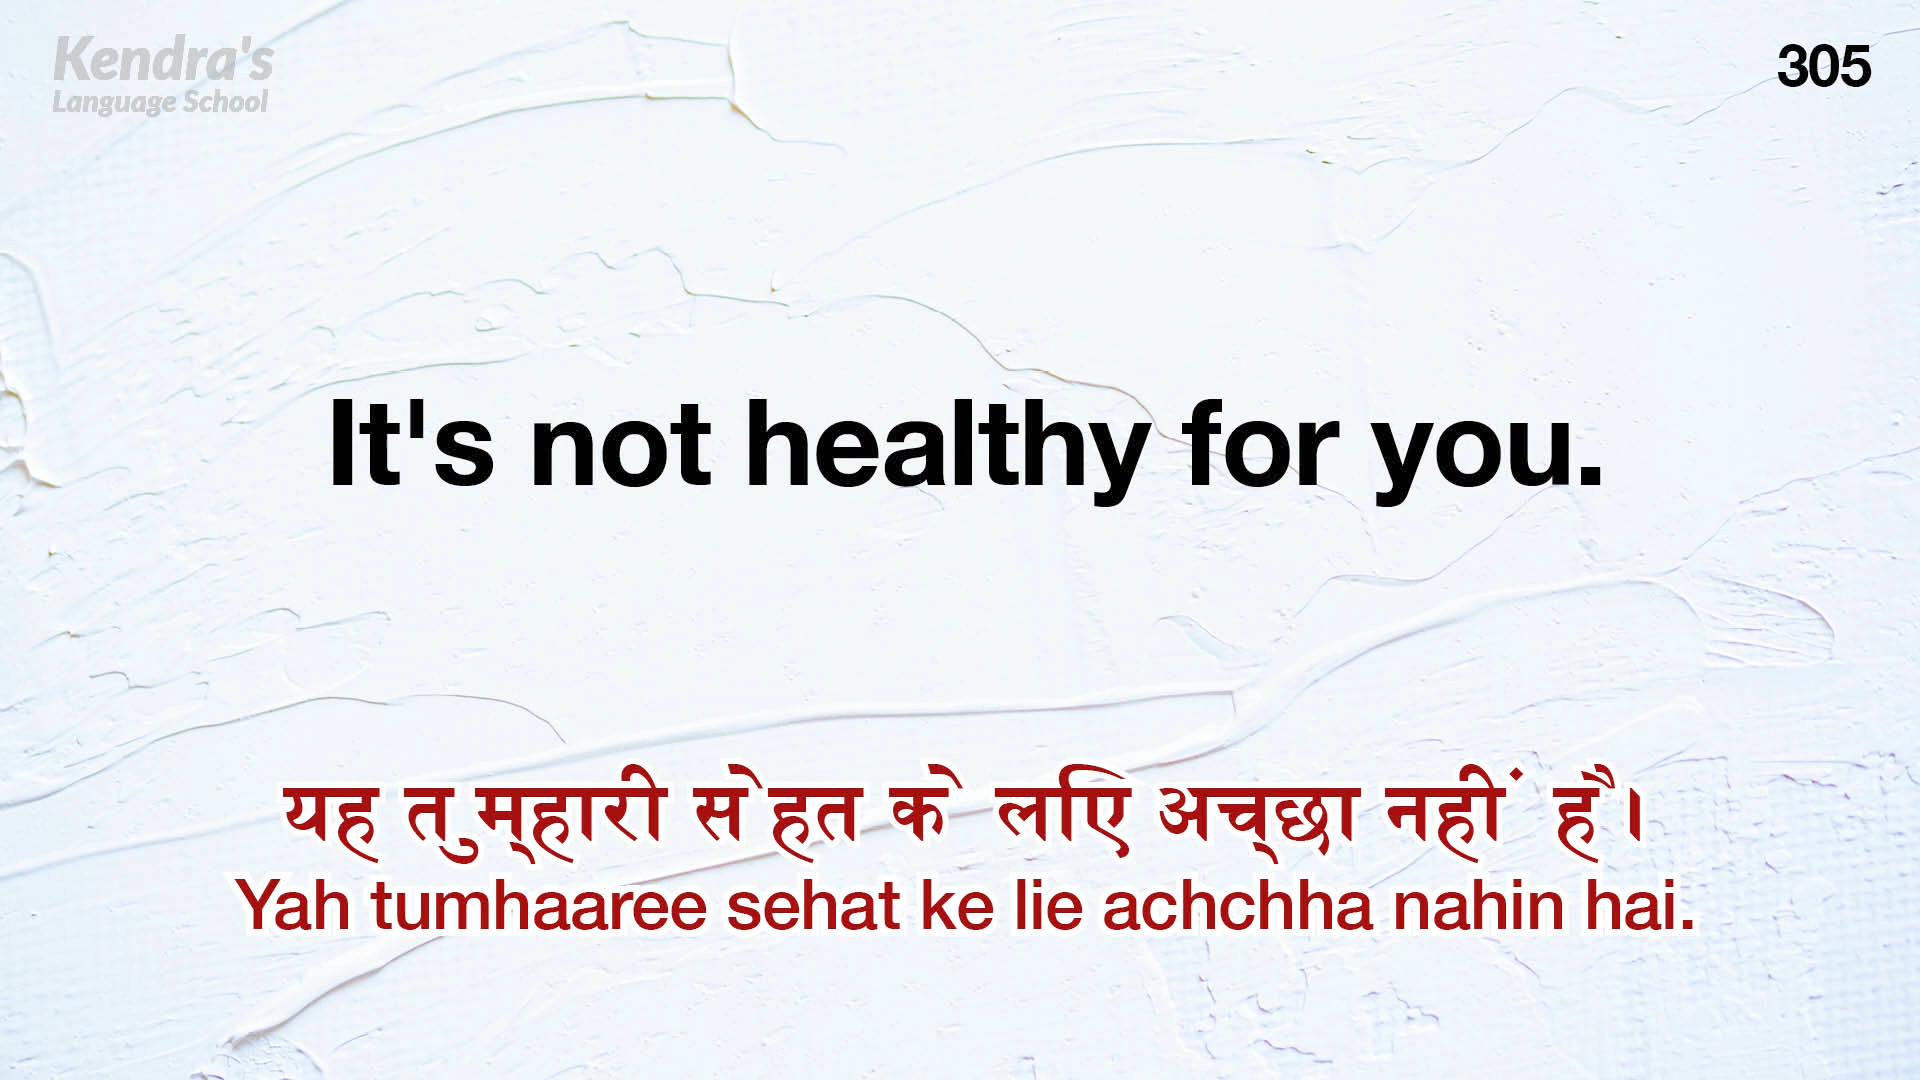 Kendra's
Language School
305
It's not healthy for you.
यह तुम्हारी सेहत के लिए अच्छा नहीं है।
Yah tumhaaree sehat ke lie achchha nahin hai.